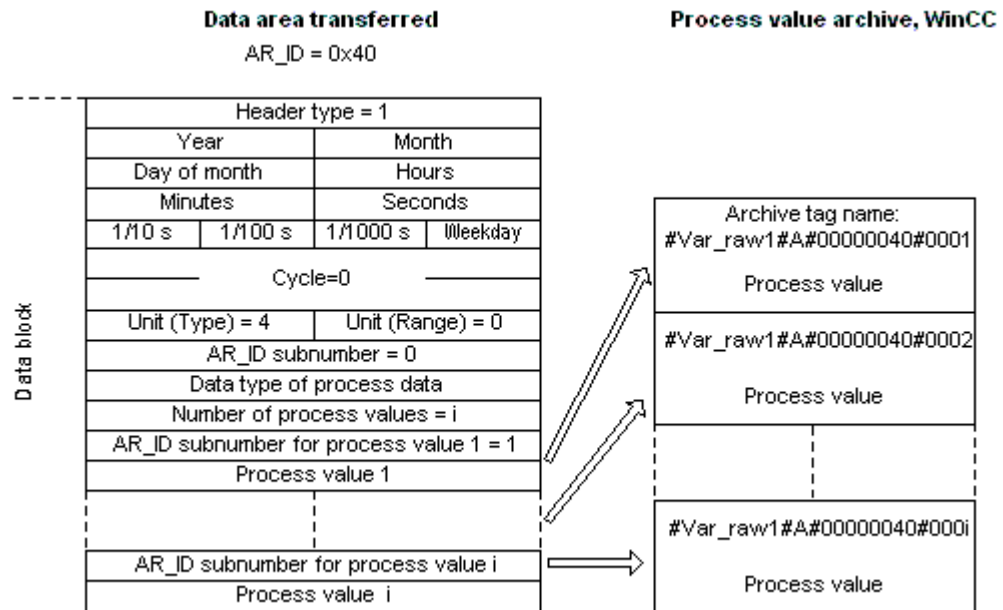 Data area transferred
AR_ID = 0x40
Process value archive, WinCC
Data block
Header type = 1
Year Month
Day of month Hours
Minutes Seconds
1/10 s 1/100 s 1/1000 s Weekday
Cycle=0
Unit (Type) = 4 Unit (Range) = 0
AR_ID subnumber = 0
Data type of process data
Number of process values = i
AR_ID subnumber for process value 1 = 1
Process value 1
AR_ID subnumber for process value i
Process value i
Archive tag name:
#Var_raw1#A#00000040#0001
Process value
#Var_raw1#A#00000040#0002
Process value
#Var_raw1#A#00000040#000i
Process value